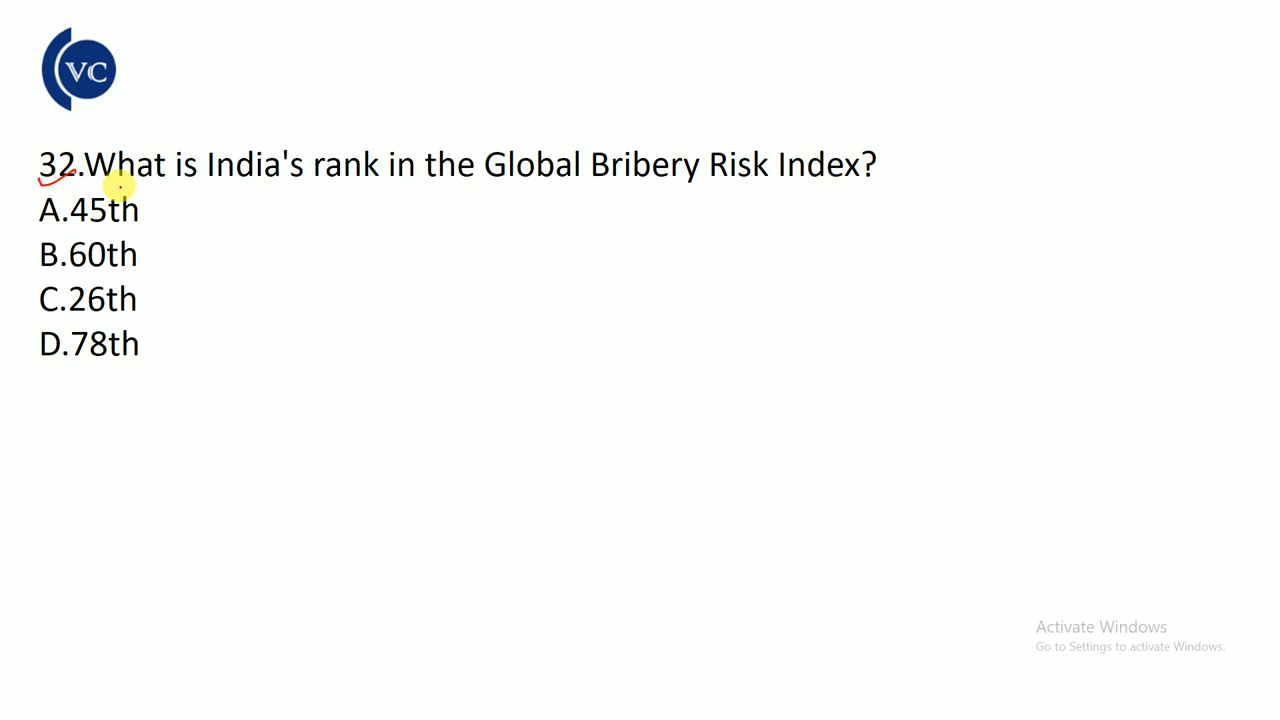 VC
32.What is India's rank in the Global Bribery Risk Index?
A.45th
B.60th
C.26th
D.78th
Activate Windows
Go to Settings to activate Windows.